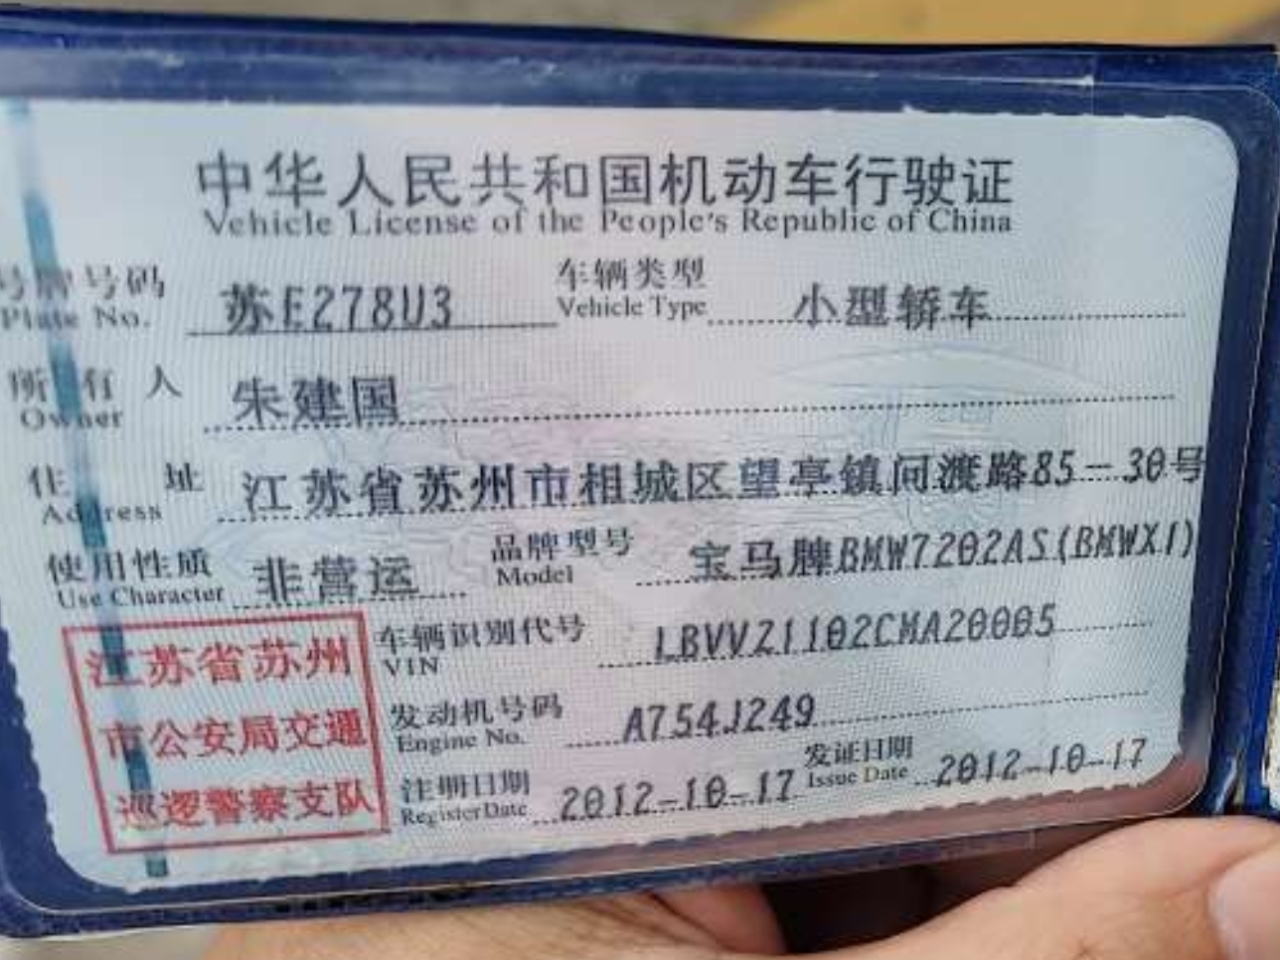 中华人民共和国机动车行驶证
Vehicle License of the People's Republic of China
号牌号码 苏E278U3 车辆类型 小型轿车
Plate No. Vehicle Type
所有人 朱建国
Owner
住址 江苏省苏州市相城区望亭镇问渡路85-30号
Address
使用性质 非营运 品牌型号 宝马牌BMW7202AS(BMWX1)
Use Character Model
江苏省苏州
市公安局交通
巡逻警察支队
车辆识别代号 LBVVZ1102CMA20005
VIN
发动机号码 A754J249
Engine No.
注册日期 2012-10-17 发证日期 2012-10-17
Register Date Issue Date